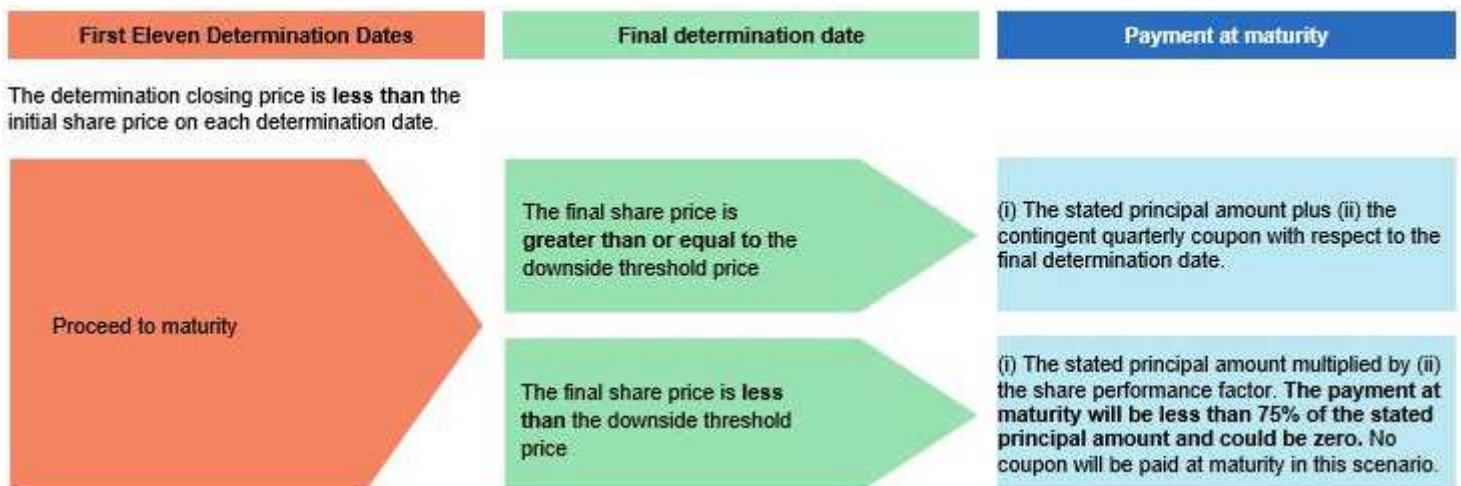 First Eleven Determination Dates
Final determination date
Payment at maturity
The determination closing price is less than the
initial share price on each determination date.
Proceed to maturity
The final share price is
greater than or equal to the
downside threshold price
(i) The stated principal amount plus (ii) the
contingent quarterly coupon with respect to the
final determination date.
The final share price is less
than the downside threshold
price
(i) The stated principal amount multiplied by (ii)
the share performance factor. The payment at
maturity will be less than 75% of the stated
principal amount and could be zero. No
coupon will be paid at maturity in this scenario.